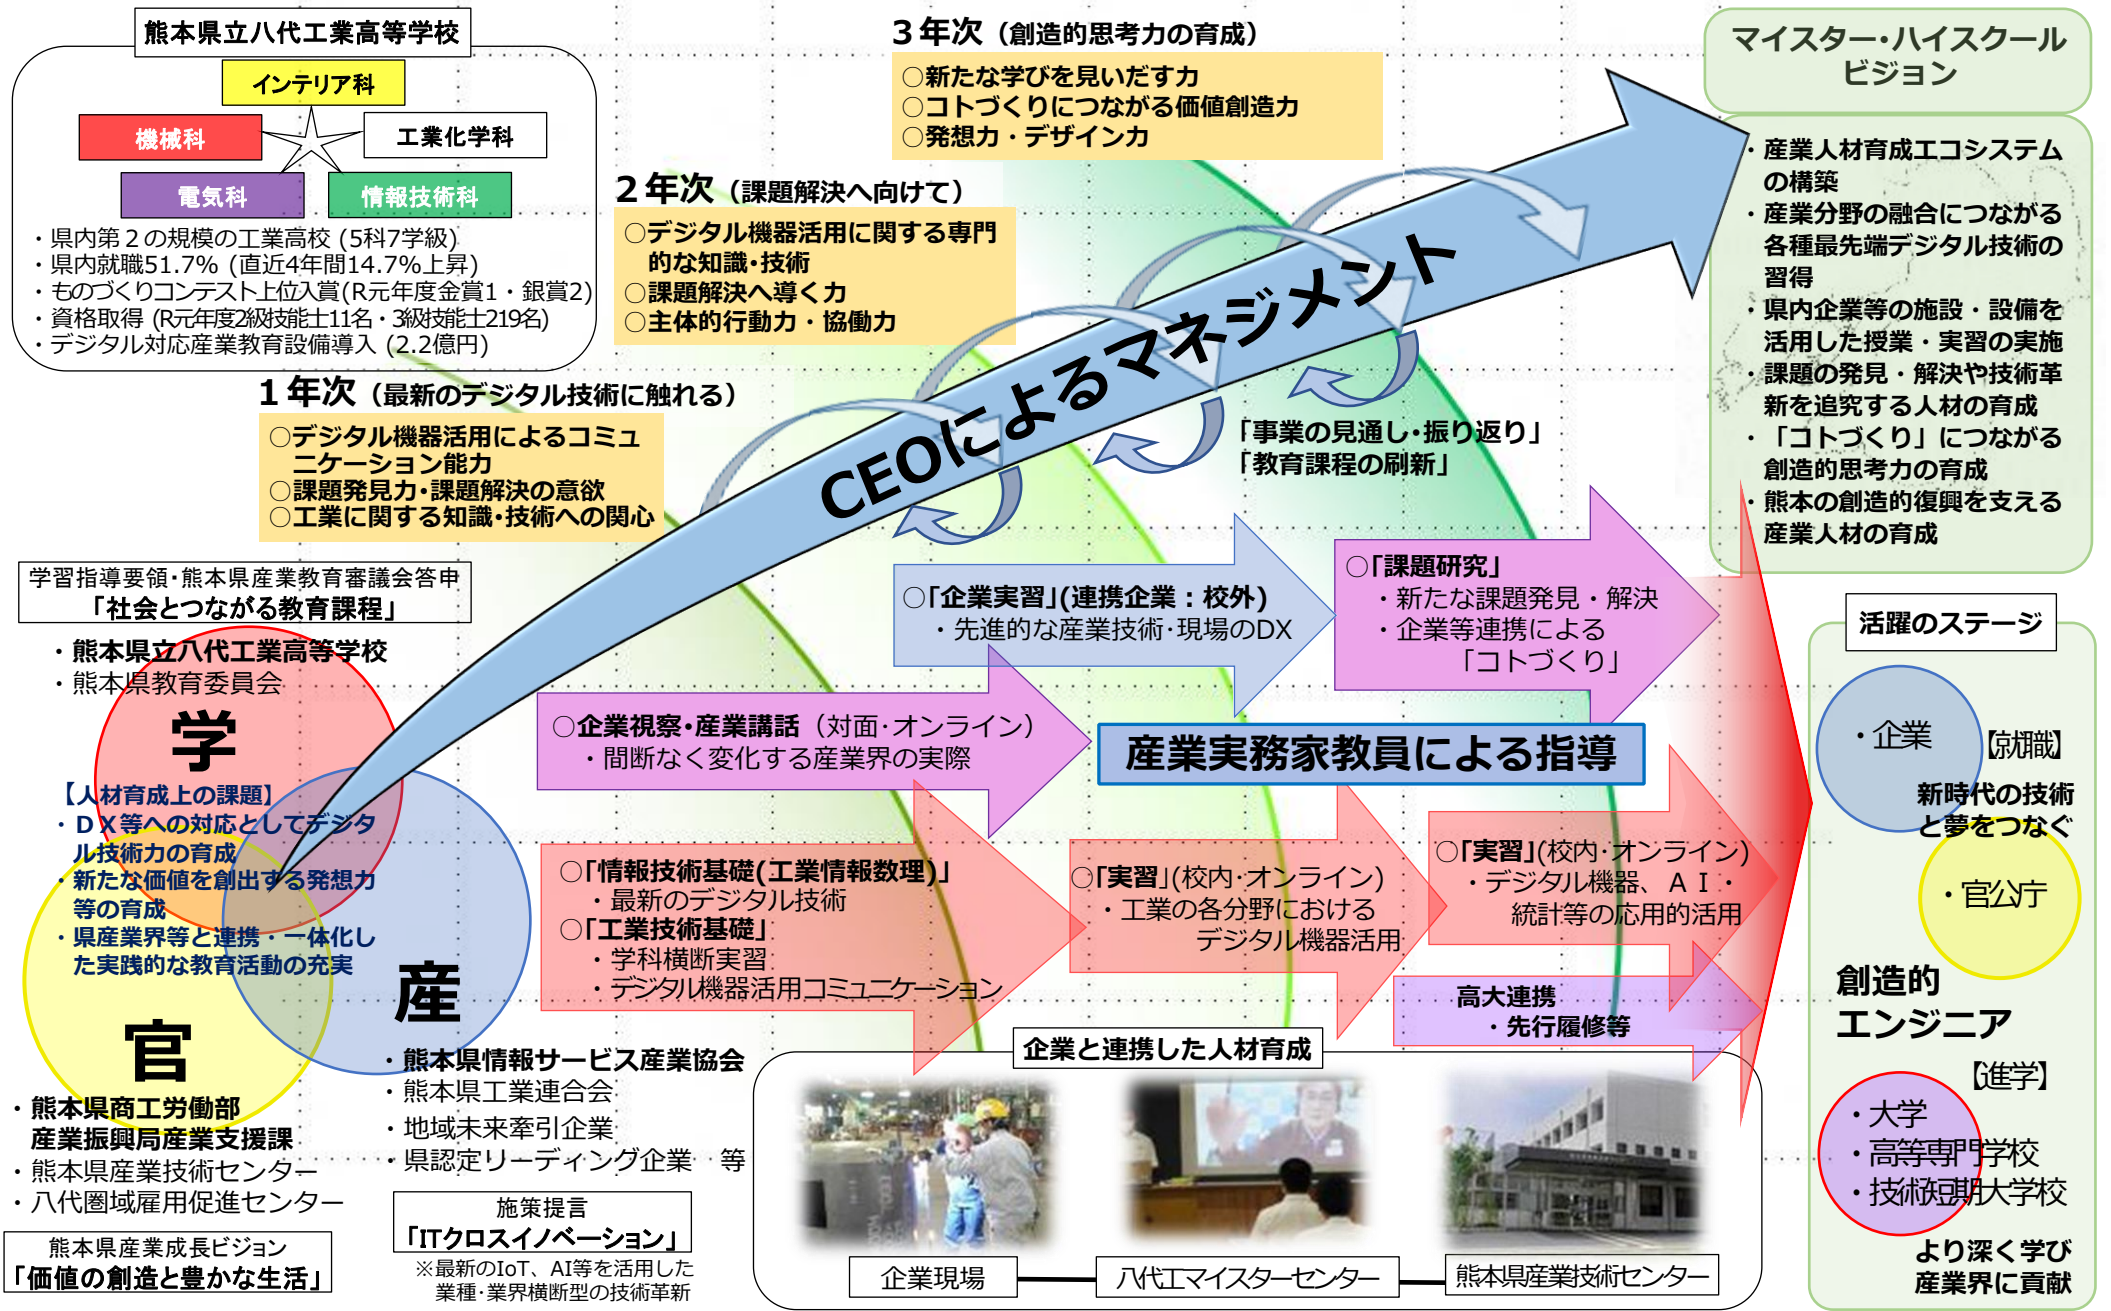 熊本県立八代工業高等学校
インテリア科
機械科
工業化学科
電気科
情報技術科
・県内第２の規模の工業高校 (5科7学級)
・県内就職51.7% (直近4年間14.7%上昇)
・ものづくりコンテスト上位入賞(R元年度金賞1・銀賞2)
・資格取得 (R元年度2級技能士11名・3級技能士219名)
・デジタル対応産業教育設備導入 (2.2億円)
１年次（最新のデジタル技術に触れる）
○デジタル機器活用によるコミュ
ニケーション能力
○課題発見力・課題解決の意欲
○工業に関する知識・技術への関心
２年次（課題解決へ向けて）
○デジタル機器活用に関する専門
的な知識・技術
○課題解決へ導く力
○主体的行動力・協働力
３年次（創造的思考力の育成）
○新たな学びを見いだす力
○コトづくりにつながる価値創造力
○発想力・デザイン力
CEOによるマネジメント
「事業の見通し・振り返り」
「教育課程の刷新」
マイスター・ハイスクール
ビジョン
・産業人材育成エコシステム
の構築
・産業分野の融合につながる
各種最先端デジタル技術の
習得
・県内企業等の施設・設備を
活用した授業・実習の実施
・課題の発見・解決や技術革
新を追究する人材の育成
・「コトづくり」につながる
創造的思考力の育成
・熊本の創造的復興を支える
産業人材の育成
学習指導要領・熊本県産業教育審議会答申
「社会とつながる教育課程」
・熊本県立八代工業高等学校
・熊本県教育委員会
学
【人材育成上の課題】
・ＤＸ等への対応としてデジタ
ル技術力の育成
・新たな価値を創出する発想力
等の育成
・県産業界等と連携・一体化し
た実践的な教育活動の充実
官
産
・熊本県商工労働部
産業振興局産業支援課
・熊本県産業技術センター
・八代圏域雇用促進センター
熊本県産業成長ビジョン
「価値の創造と豊かな生活」
・熊本県情報サービス産業協会
・熊本県工業連合会
・地域未来牽引企業
・県認定リーディング企業　等
施策提言
「ITクロスイノベーション」
※最新のIoT、AI等を活用した
業種・業界横断型の技術革新
○「企業実習」(連携企業：校外)
・先進的な産業技術・現場のDX
○「課題研究」
・新たな課題発見・解決
・企業等連携による
「コトづくり」
○企業視察・産業講話（対面・オンライン）
・間断なく変化する産業界の実際
産業実務家教員による指導
○「情報技術基礎(工業情報数理)」
・最新のデジタル技術
○「工業技術基礎」
・学科横断実習
・デジタル機器活用コミュニケーション
○「実習」(校内・オンライン)
・工業の各分野における
デジタル機器活用
○「実習」(校内・オンライン)
・デジタル機器、ＡＩ・
統計等の応用的活用
高大連携
・先行履修等
企業と連携した人材育成
企業現場
八代工マイスターセンター
熊本県産業技術センター
活躍のステージ
・企業
【就職】
新時代の技術
と夢をつなぐ
・官公庁
創造的
エンジニア
【進学】
・大学
・高等専門学校
・技術短期大学校
より深く学び
産業界に貢献